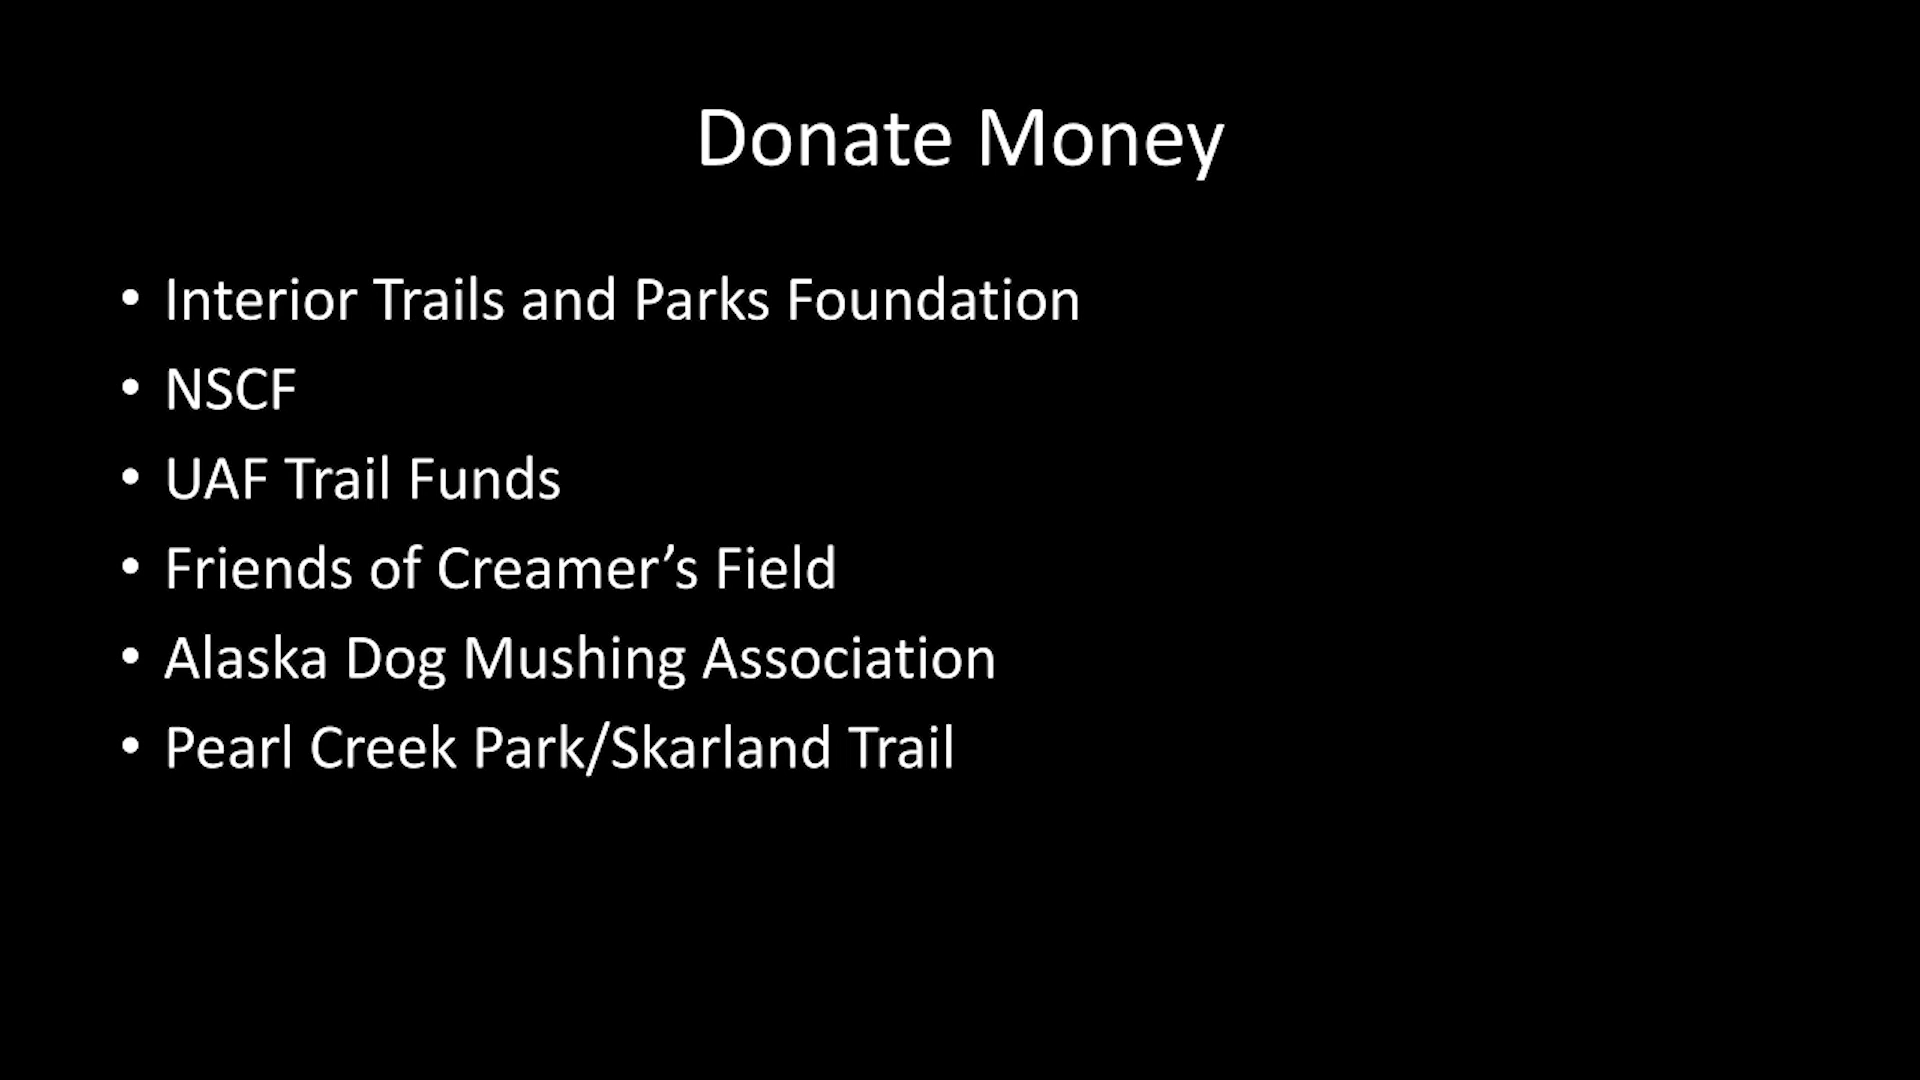 Donate Money
• Interior Trails and Parks Foundation
• NSCF
• UAF Trail Funds
• Friends of Creamer’s Field
• Alaska Dog Mushing Association
• Pearl Creek Park/Skarland Trail